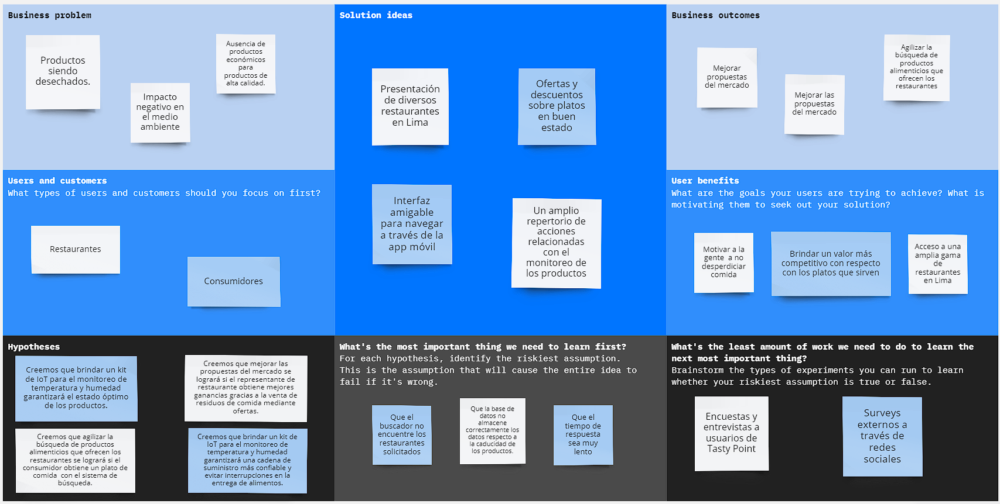 Business problem
Productos
siendo
desechados.
Impacto
negativo en
el medio
ambiente
Ausencia de
productos
económicos
para
productos de
alta calidad.
Solution ideas
Presentación
de diversos
restaurantes
en Lima
Ofertas y
descuentos
sobre platos
en buen
estado
Interfaz
amigable
para navegar
a través de la
app móvil
Un amplio
repertorio de
acciones
relacionadas
con el
monitoreo de
los productos
Business outcomes
Mejorar
propuestas
del mercado
Mejorar las
propuestas
del mercado
Agilizar la
búsqueda de
productos
alimenticios que
ofrecen los
restaurantes
Users and customers
What types of users and customers should you focus on first?
Restaurantes
Consumidores
User benefits
What are the goals your users are trying to achieve? What is
motivating them to seek out your solution?
Motivar a la
gente a no
desperdiciar
comida
Brindar un valor más
competitivo con respecto
con los platos que sirven
Acceso a una
amplia gama
de
restaurantes
en Lima
Hypotheses
Creemos que brindar un kit
de IoT para el monitoreo de
temperatura y humedad
garantizará el estado óptimo
de los productos.
Creemos que mejorar las
propuestas del mercado se
logrará si el representante de
restaurante obtiene mejores
ganancias gracias a la venta de
residuos de comida mediante
ofertas.
Creemos que agilizar la
búsqueda de productos
alimenticios que ofrecen los
restaurantes se logrará si el
consumidor obtiene un plato de
comida con el sistema de
búsqueda.
Creemos que brindar un kit de
IoT para el monitoreo de
temperatura y humedad
garantizará una cadena de
suministro más confiable y
evitar interrupciones en la
entrega de alimentos.
What's the most important thing we need to learn first?
For each hypothesis, identify the riskiest assumption.
This is the assumption that will cause the entire idea to
fail if it's wrong.
Que el
buscador no
encuentre los
restaurantes
solicitados
Que la base de
datos no
almacene
correctamente los
datos respecto a
la caducidad de
los productos.
Que el
tiempo de
respuesta
sea muy
lento
What's the least amount of work we need to do to learn the
next most important thing?
Brainstorm the types of experiments you can run to learn
whether your riskiest assumption is true or false.
Encuestas y
entrevistas a
usuarios de
Tasty Point
Surveys
externos a
través de
redes
sociales